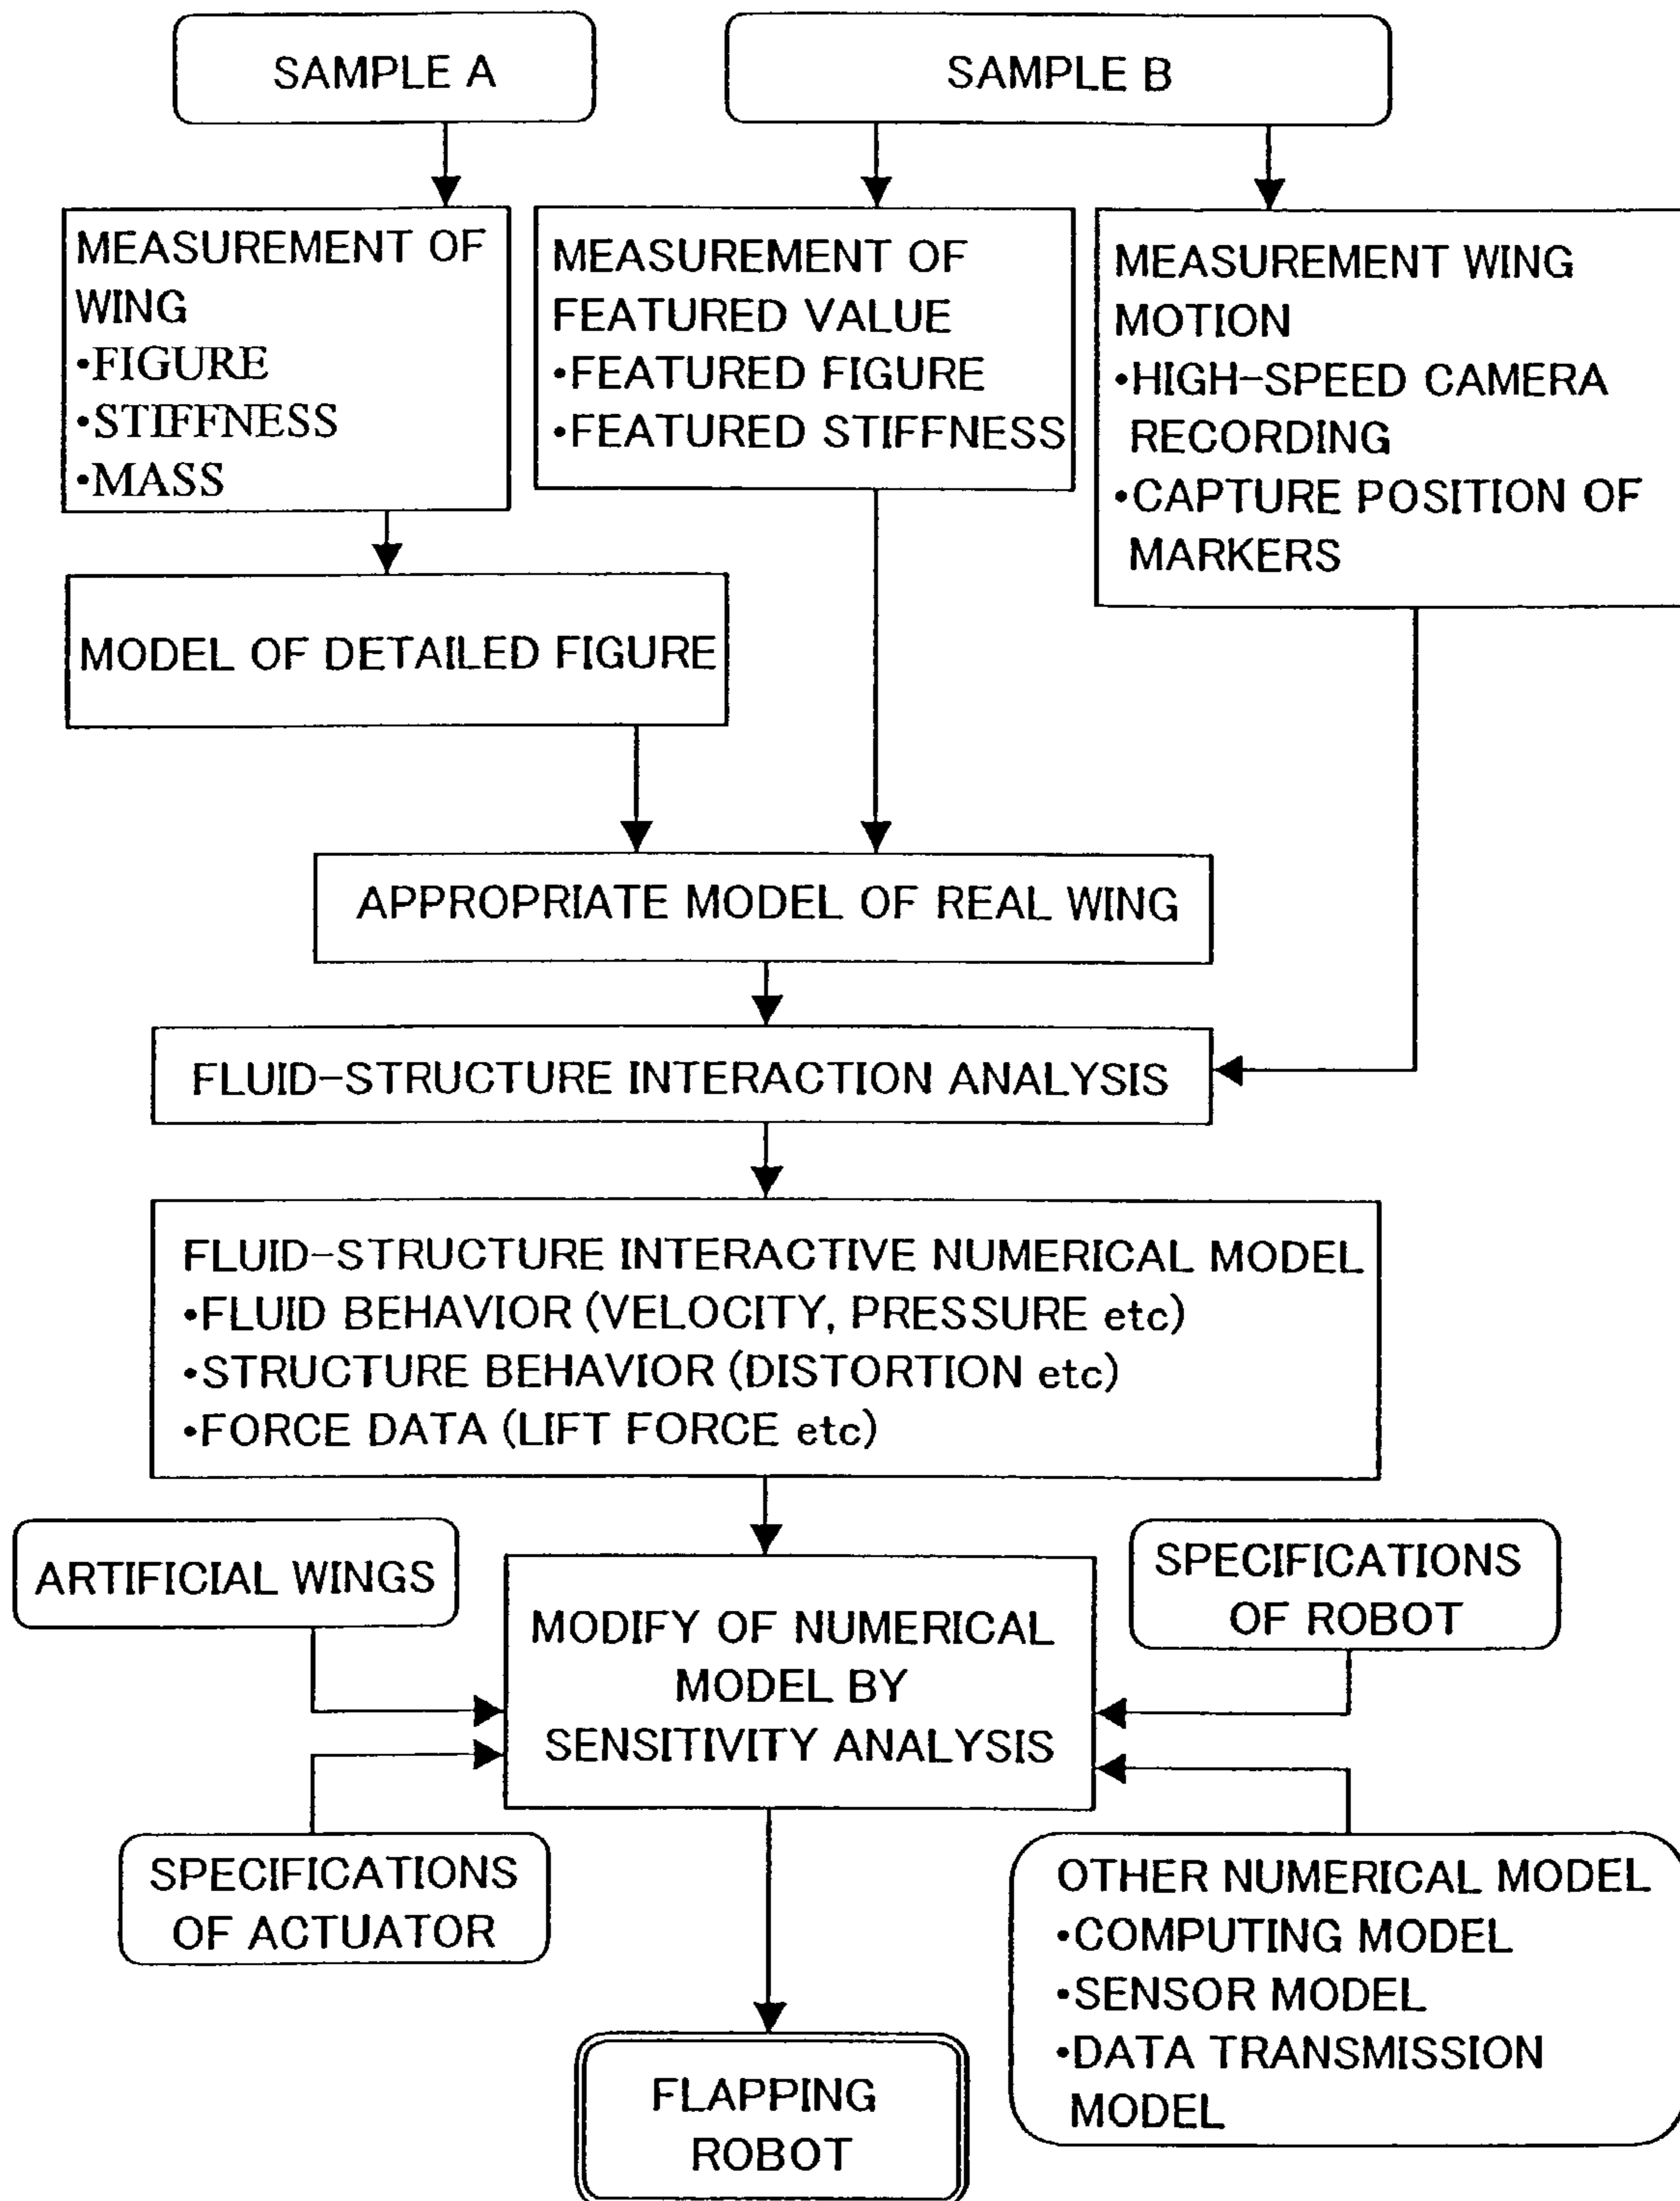 SAMPLE A
SAMPLE B
MEASUREMENT OF
WING
•FIGURE
•STIFFNESS
•MASS
MEASUREMENT OF
FEATURED VALUE
•FEATURED FIGURE
•FEATURED STIFFNESS
MEASUREMENT WING
MOTION
•HIGH-SPEED CAMERA
RECORDING
•CAPTURE POSITION OF
MARKERS
MODEL OF DETAILED FIGURE
APPROPRIATE MODEL OF REAL WING
FLUID-STRUCTURE INTERACTION ANALYSIS
FLUID-STRUCTURE INTERACTIVE NUMERICAL MODEL
•FLUID BEHAVIOR (VELOCITY, PRESSURE etc)
•STRUCTURE BEHAVIOR (DISTORTION etc)
•FORCE DATA (LIFT FORCE etc)
ARTIFICIAL WINGS
SPECIFICATIONS
OF ROBOT
MODIFY OF NUMERICAL
MODEL BY
SENSITIVITY ANALYSIS
SPECIFICATIONS
OF ACTUATOR
OTHER NUMERICAL MODEL
•COMPUTING MODEL
•SENSOR MODEL
•DATA TRANSMISSION
MODEL
FLAPPING
ROBOT